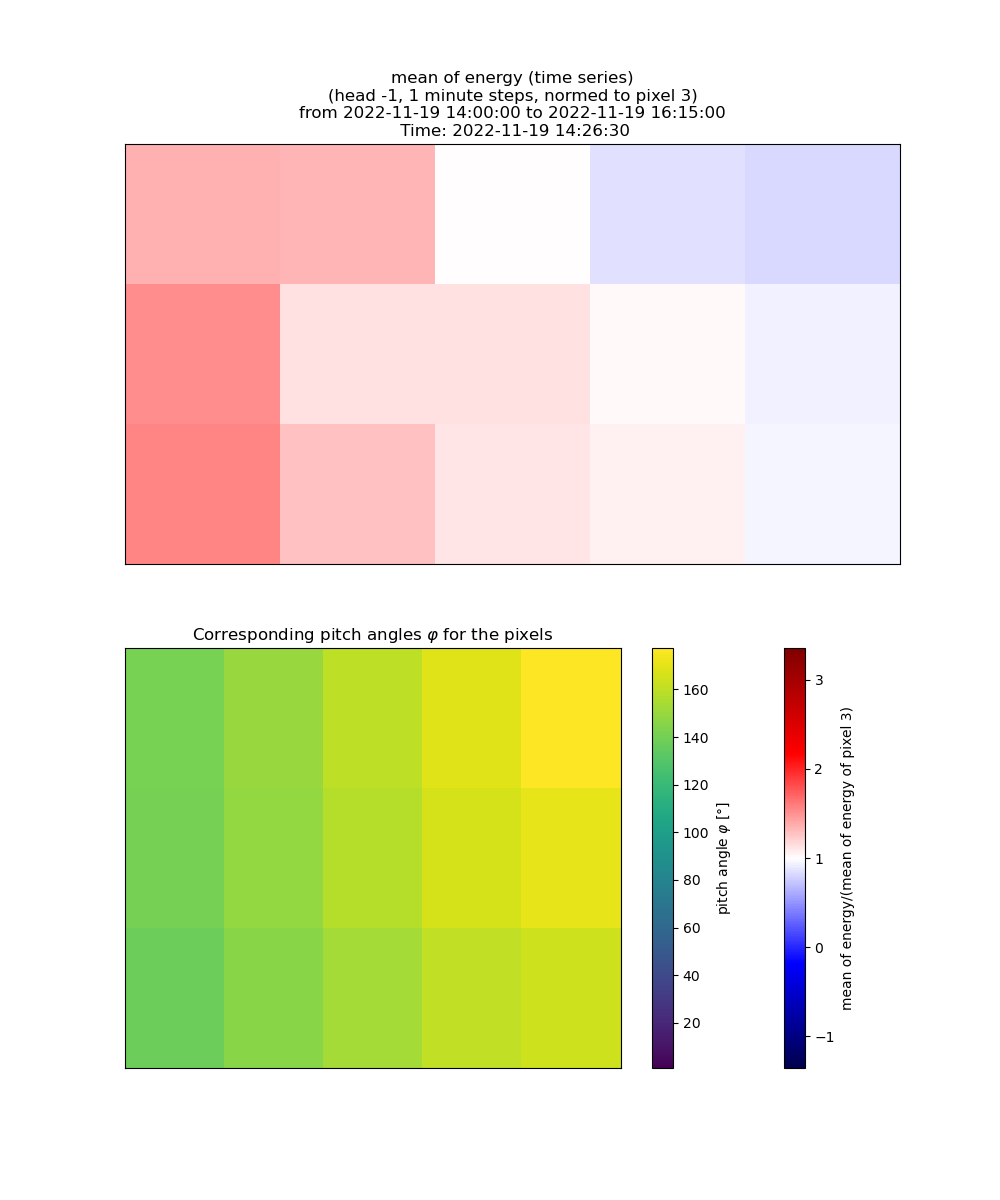 mean of energy (time series)
(head -1, 1 minute steps, normed to pixel 3)
from 2022-11-19 14:00:00 to 2022-11-19 16:15:00
Time: 2022-11-19 14:26:30
Corresponding pitch angles φ for the pixels
160
140
120
100
80
60
40
20
pitch angle φ [°]
3
2
1
0
−1
mean of energy/(mean of energy of pixel 3)